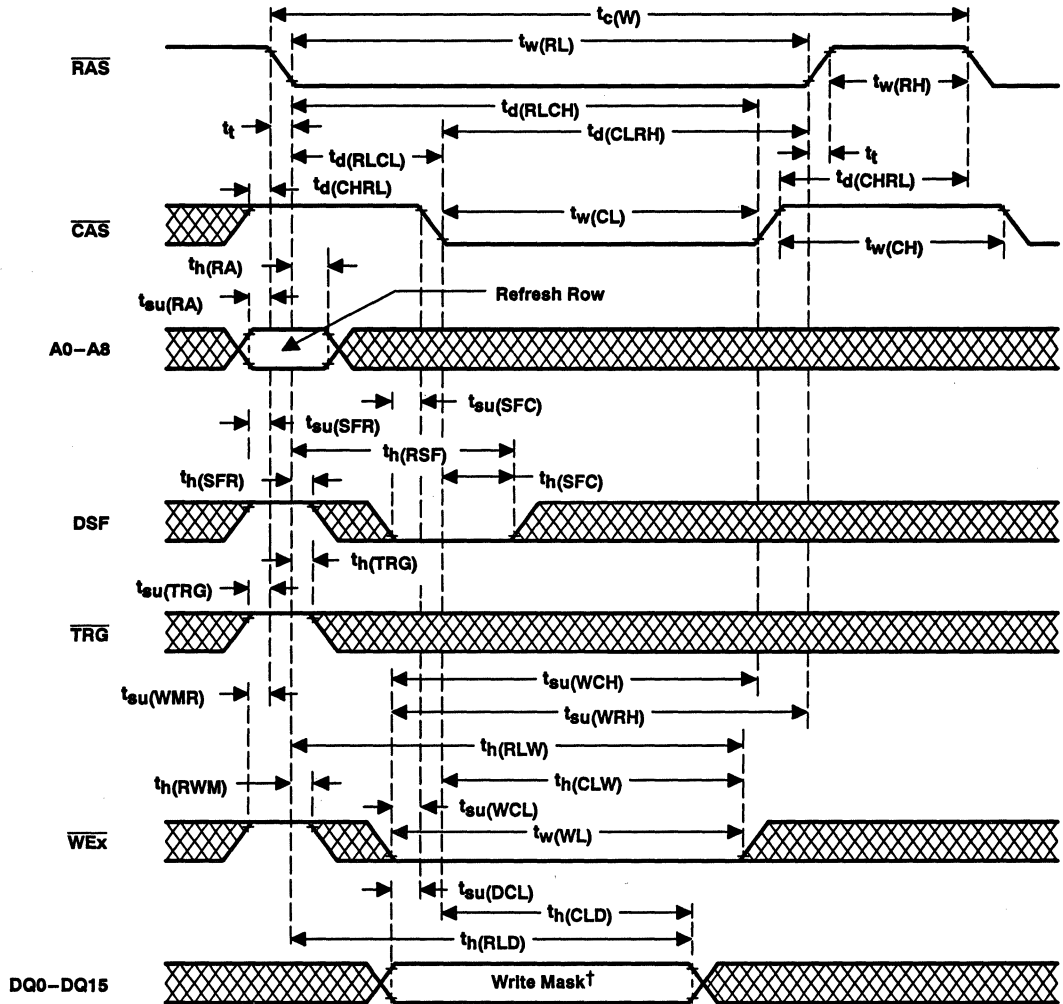 tc(W)
tw(RL)
RAS
tw(RH)
td(RLCH)
tt
td(CLRH)
td(RLCL)
tt
td(CHRL)
td(CHRL)
CAS
tw(CL)
tw(CH)
th(RA)
Refresh Row
tsu(RA)
A0–A8
tsu(SFC)
tsu(SFR)
th(RSF)
th(SFR)
th(SFC)
DSF
th(TRG)
tsu(TRG)
TRG
tsu(WCH)
tsu(WMR)
tsu(WRH)
th(RLW)
th(RWM)
th(CLW)
tsu(WCL)
tw(WL)
WEx
tsu(DCL)
th(CLD)
th(RLD)
DQ0–DQ15
Write Mask†